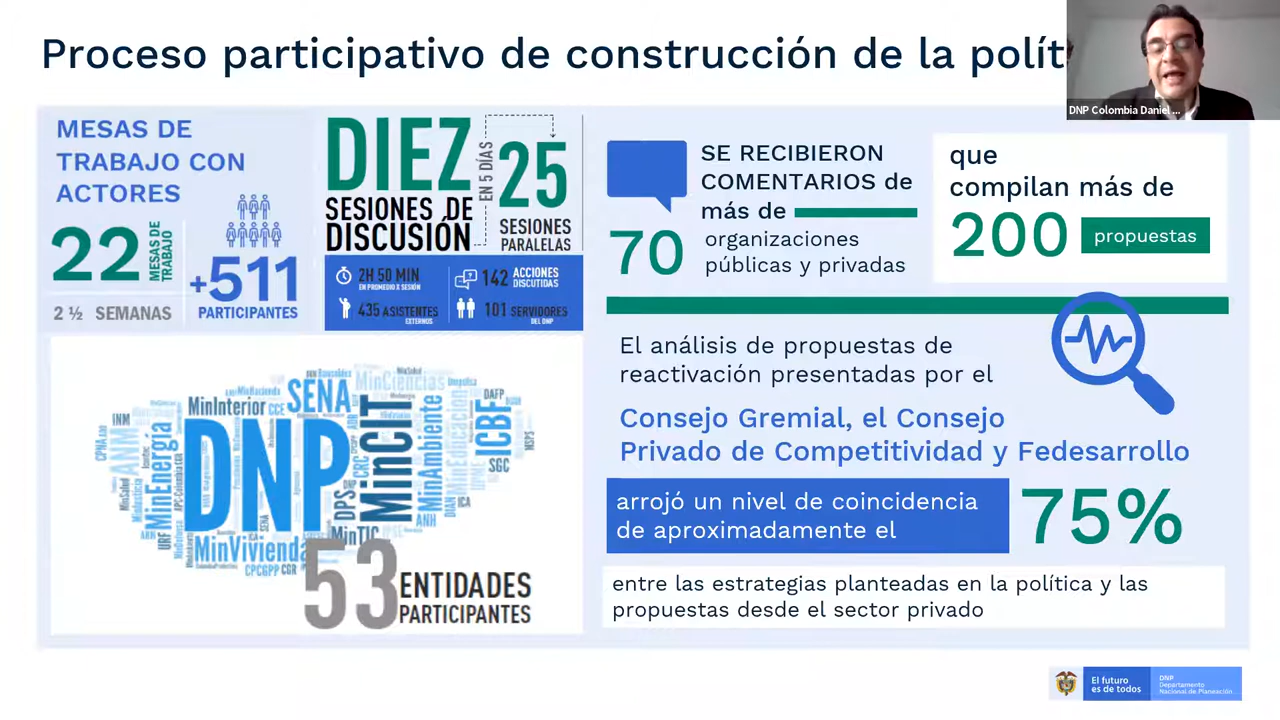 Proceso participativo de construcción de la polít
DNP Colombia Daniel ...
MESAS DE
TRABAJO CON
ACTORES
22
MESAS DE
TRABAJO
2 ½ SEMANAS
+511
PARTICIPANTES
DIEZ
SESIONES DE
DISCUSIÓN
EN 5 DÍAS
25
SESIONES
PARALELAS
2H 50 MIN
EN PROMEDIO X SESIÓN
142 ACCIONES
DISCUTIDAS
435 ASISTENTES
EXTERNOS
101 SERVIDORES
DEL DNP
SE RECIBIERON
COMENTARIOS de
más de
70
organizaciones
públicas y privadas
que
compilan más de
200 propuestas
El análisis de propuestas de
reactivación presentadas por el
Consejo Gremial, el Consejo
Privado de Competitividad y Fedesarrollo
arrojó un nivel de coincidencia
de aproximadamente el
75%
entre las estrategias planteadas en la política y las
propuestas desde el sector privado
DNP
SENA
MinCiencias
MinInterior
CCE
DAFP
INM
CPNAA
ANM
MinEnergía
MinCIT
MinAmbiente
MinEducación
ICBF
SGC
MSPS
DPS
CRC
DIAN
ICA
ANH
URF
MinVivienda
MinTIC
CPCGPP
CGR
53
ENTIDADES
PARTICIPANTES
El futuro
es de todos
DNP
Departamento
Nacional de Planeación